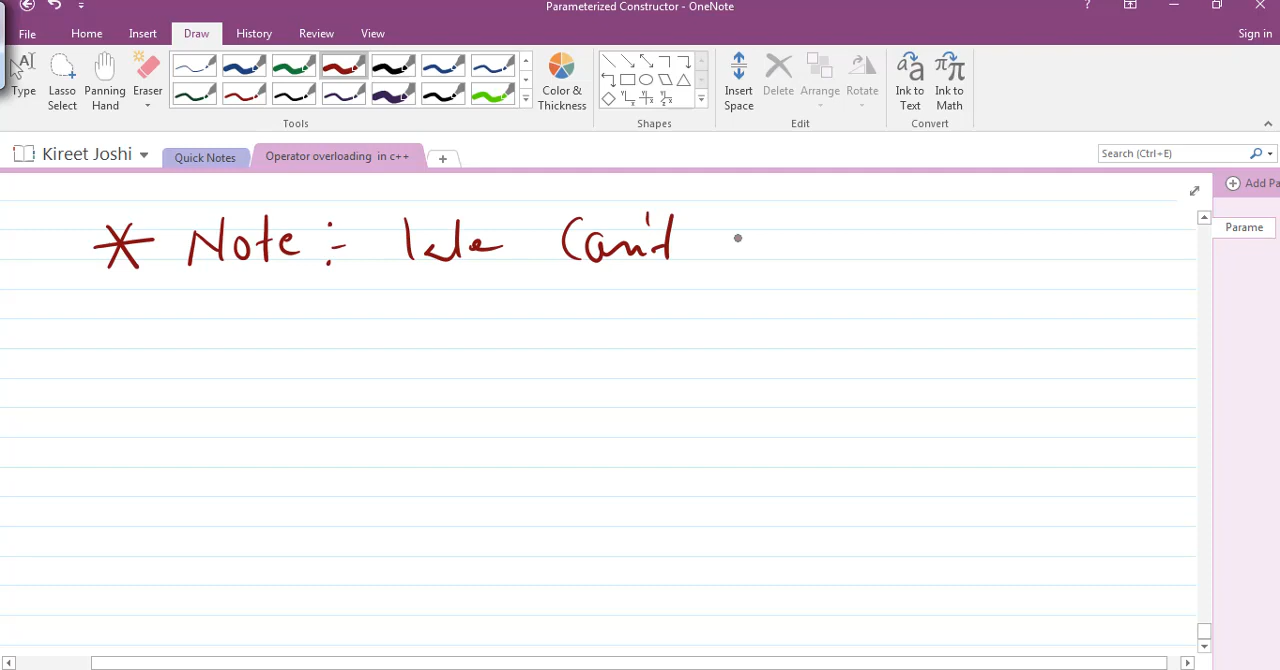 Parameterized Constructor - OneNote
?
File Home Insert Draw History Review View
Sign in
Type
Lasso Select
Panning Hand
Eraser
Color & Thickness
Insert Space
Delete
Arrange
Rotate
Ink to Text
Ink to Math
Tools
Shapes
Edit
Convert
Kireet Joshi
Quick Notes
Operator overloading in c++
+
Search (Ctrl+E)
Add Pa
Parame
* Note :- We Can't